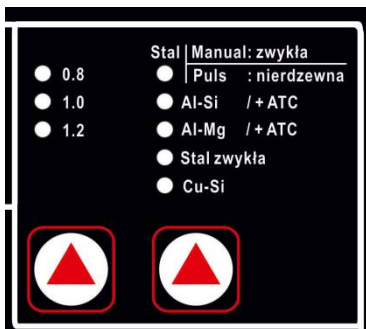 Stal | Manual: zwykła
0.8 | Puls : nierdzewna
1.0 Al-Si / + ATC
1.2 Al-Mg / + ATC
Stal zwykła
Cu-Si